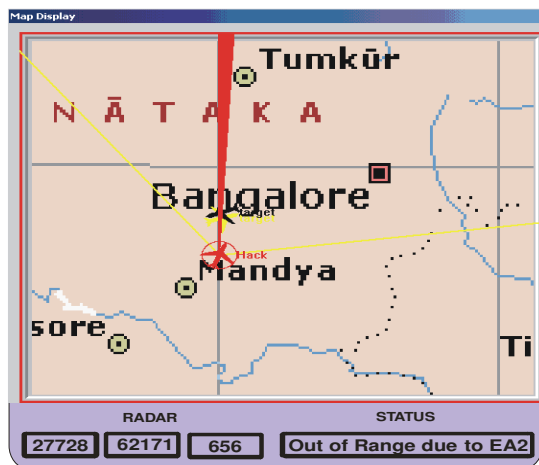 Map Display
Tumkūr
N Ā T A K A
Bangalore
Target
Target
Hack
Mandya
sore
Ti
RADAR
STATUS
27728
62171
656
Out of Range due to EA2